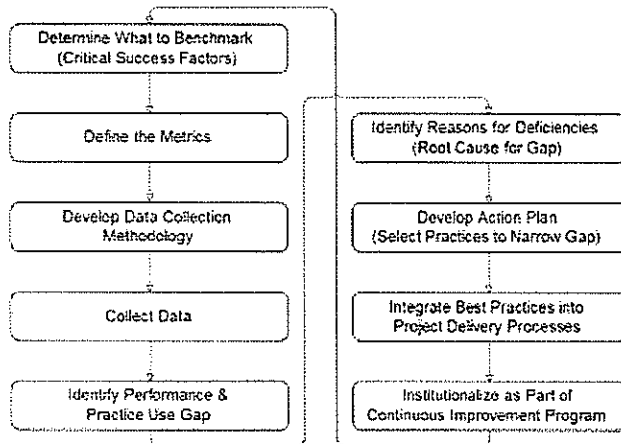 Determine What to Benchmark
(Critical Success Factors)
Define the Metrics
Develop Data Collection
Methodology
Collect Data
Identify Performance &
Practice Use Gap
Identify Reasons for Deficiencies
(Root Cause for Gap)
Develop Action Plan
(Select Practices to Narrow Gap)
Integrate Best Practices into
Project Delivery Processes
Institutionalize as Part of
Continuous Improvement Program